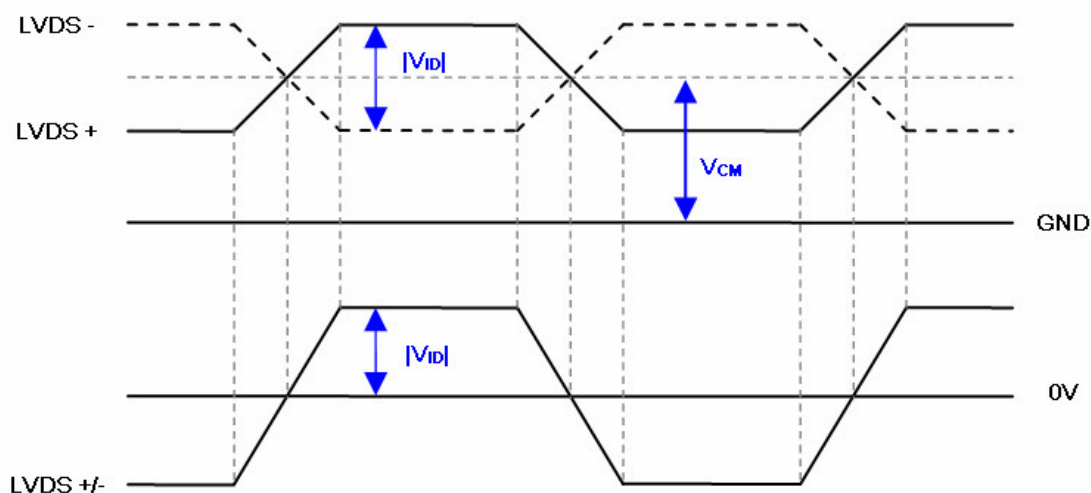 LVDS -
|VID|
LVDS +
VCM
GND
|VID|
0V
LVDS +/-